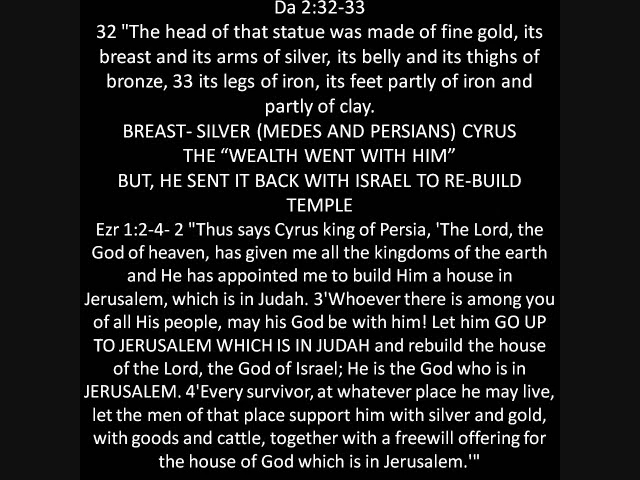 Da 2:32-33
32 "The head of that statue was made of fine gold, its
breast and its arms of silver, its belly and its thighs of
bronze, 33 its legs of iron, its feet partly of iron and
partly of clay.
BREAST- SILVER (MEDES AND PERSIANS) CYRUS
THE “WEALTH WENT WITH HIM”
BUT, HE SENT IT BACK WITH ISRAEL TO RE-BUILD
TEMPLE
Ezr 1:2-4- 2 "Thus says Cyrus king of Persia, 'The Lord, the
God of heaven, has given me all the kingdoms of the earth
and He has appointed me to build Him a house in
Jerusalem, which is in Judah. 3'Whoever there is among you
of all His people, may his God be with him! Let him GO UP
TO JERUSALEM WHICH IS IN JUDAH and rebuild the house
of the Lord, the God of Israel; He is the God who is in
JERUSALEM. 4'Every survivor, at whatever place he may live,
let the men of that place support him with silver and gold,
with goods and cattle, together with a freewill offering for
the house of God which is in Jerusalem.'"